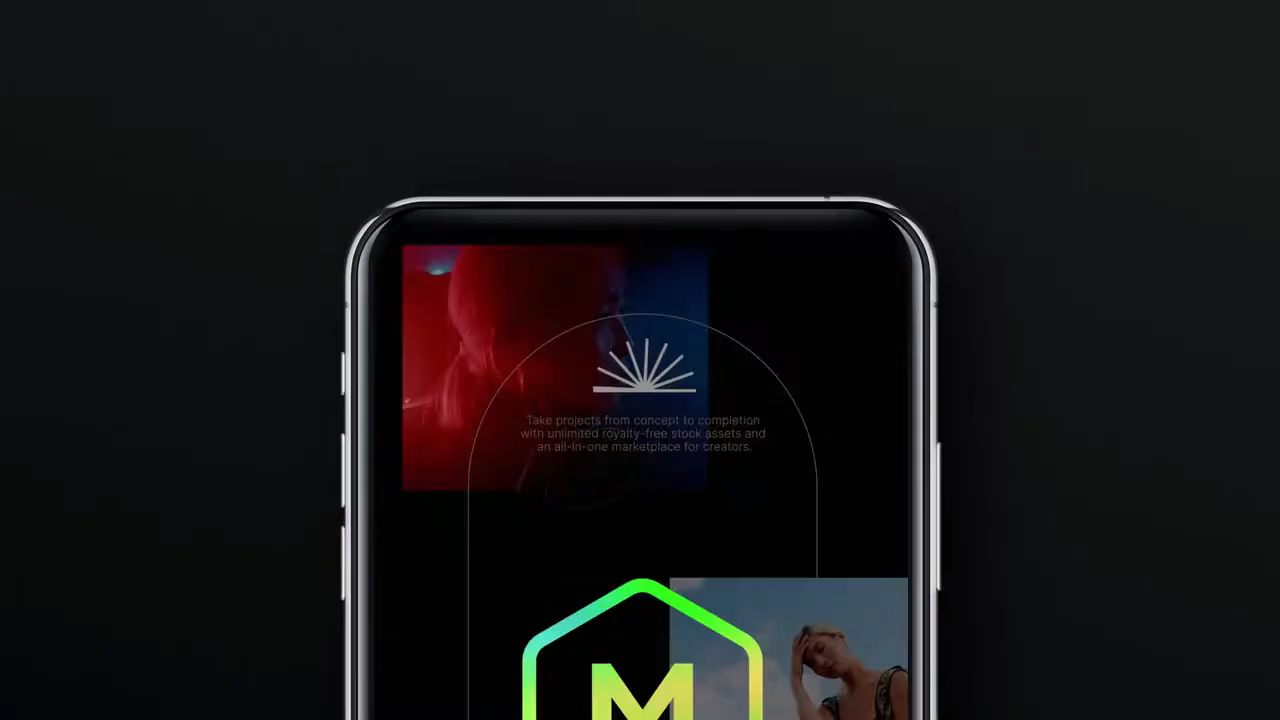 Take projects from concept to completion
with unlimited royalty-free stock assets and
an all-in-one marketplace for creators.
M